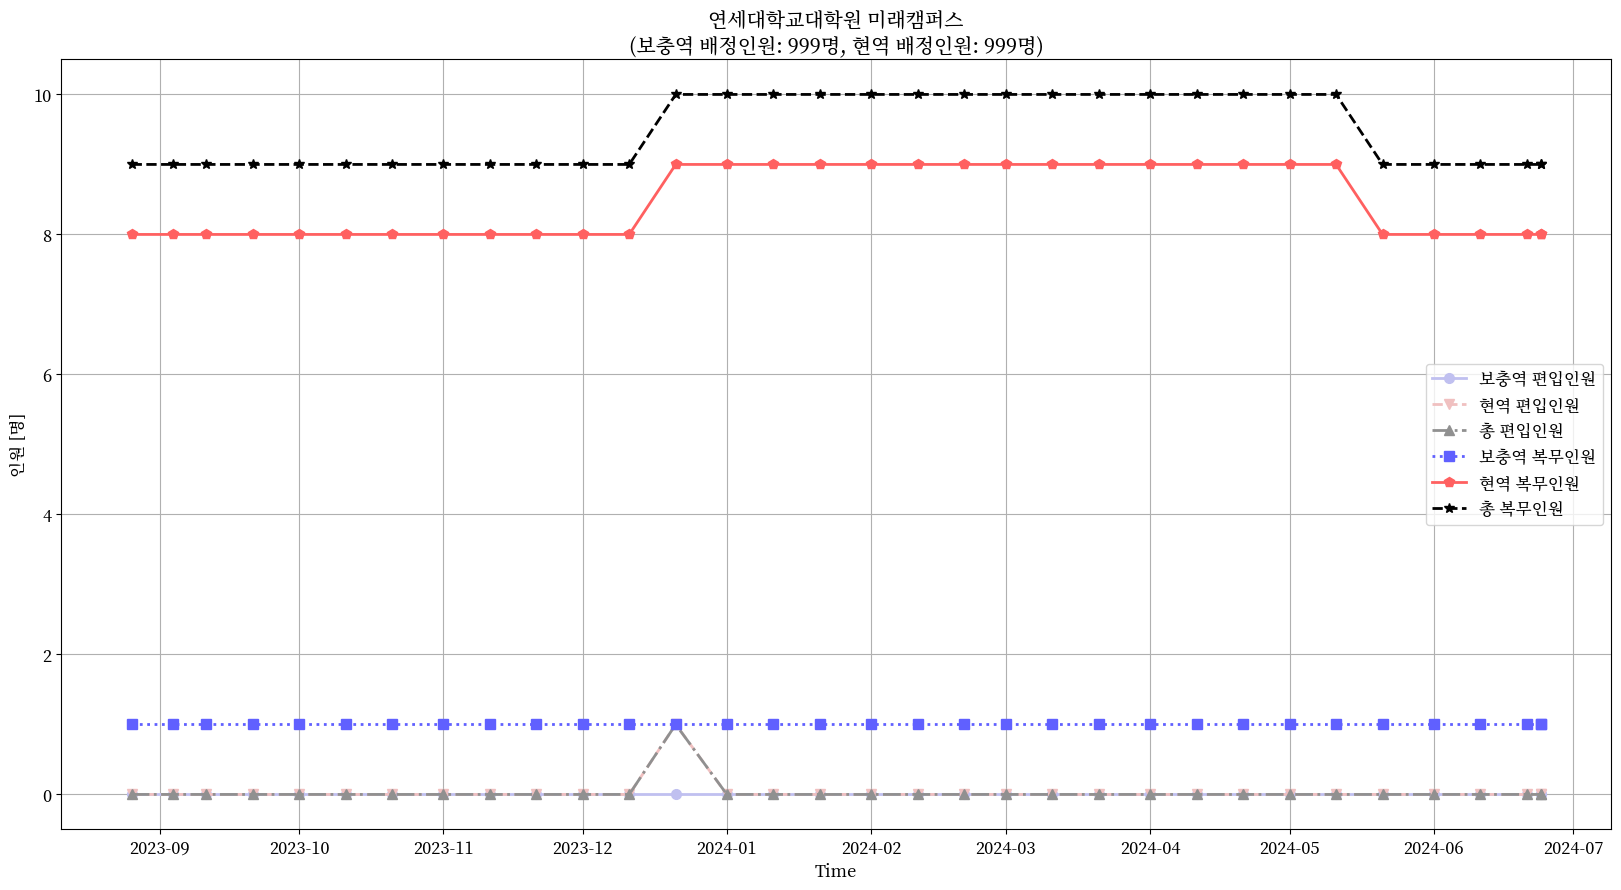 연세대학교대학원 미래캠퍼스
(보충역 배정인원: 999명, 현역 배정인원: 999명)
10
8
6
4
2
0
인원 [명]
보충역 편입인원
현역 편입인원
총 편입인원
보충역 복무인원
현역 복무인원
총 복무인원
2023-09 2023-10 2023-11 2023-12 2024-01 2024-02 2024-03 2024-04 2024-05 2024-06 2024-07
Time